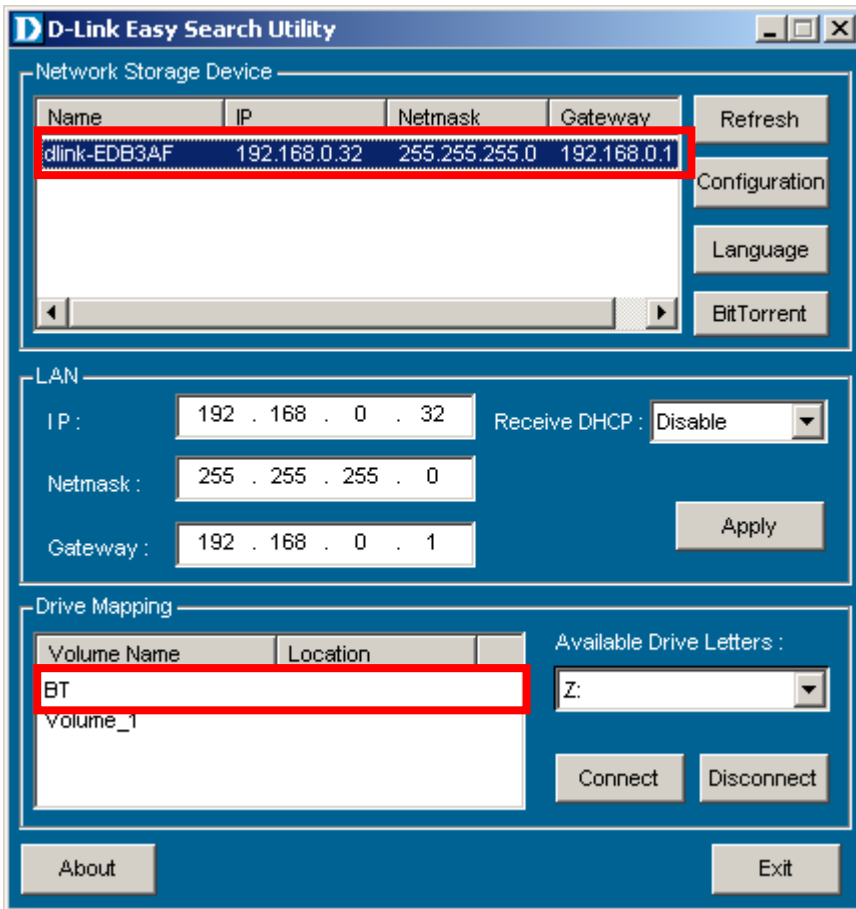 D-Link Easy Search Utility
Network Storage Device
Name IP Netmask Gateway
dlink-EDB3AF 192.168.0.32 255.255.255.0 192.168.0.1
Refresh
Configuration
Language
BitTorrent
LAN
IP : 192 . 168 . 0 . 32 Receive DHCP : Disable
Netmask : 255 . 255 . 255 . 0
Gateway : 192 . 168 . 0 . 1
Apply
Drive Mapping
Volume Name Location
BT
Volume_1
Available Drive Letters :
Z:
Connect Disconnect
About Exit